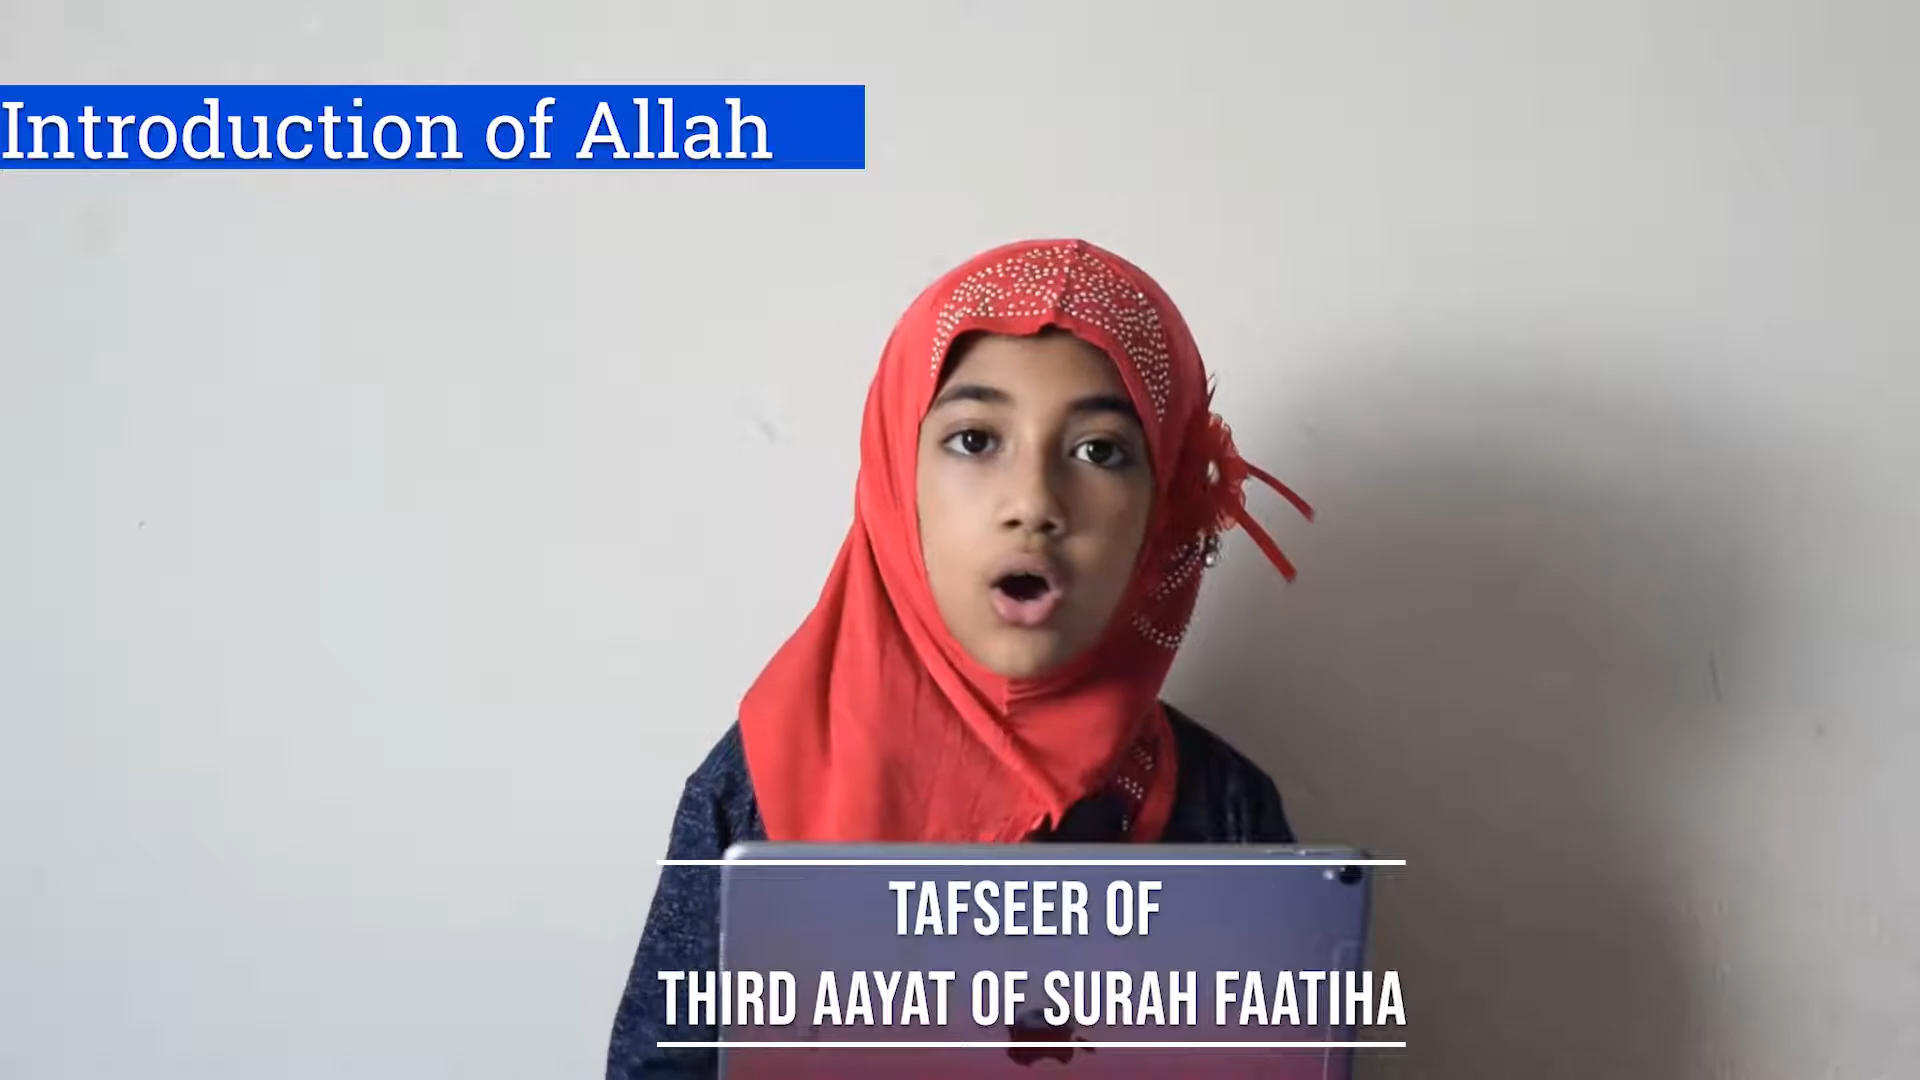 Introduction of Allah
TAFSEER OF
THIRD AAYAT OF SURAH FAATIHA